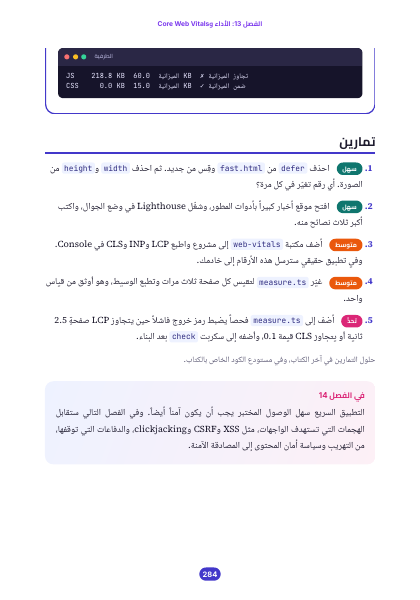 الفصل 13: الأداء وCore Web Vitals
الطرفية
JS 218.8 KB الميزانية 60.0 KB ✗ تجاوز الميزانية
CSS 0.0 KB الميزانية 15.0 KB ✓ ضمن الميزانية
تمارين
1. سهل احذف defer من fast.html وقِس من جديد. ثم احذف width و height من
الصورة. أي رقم تغيّر في كل مرة؟
2. سهل افتح موقع أخبار كبيراً بأدوات المطور، وشغّل Lighthouse في وضع الجوال، واكتب
أكبر ثلاث نصائح منه.
3. متوسط أضف مكتبة web-vitals إلى مشروع واطبع LCP وINP وCLS في Console.
وفي تطبيق حقيقي سترسل هذه الأرقام إلى خادمك.
4. متوسط غيّر measure.ts لتقيس كل صفحة ثلاث مرات وتطبع الوسيط، وهو أوثق من قياس
واحد.
5. تحدٍّ أضف إلى measure.ts فحصاً يضبط رمز خروج فاشلاً حين يتجاوز LCP صفحةٍ 2.5
ثانية أو يتجاوز CLS قيمة 0.1، وأضفه إلى سكربت check بعد البناء.
حلول التمارين في آخر الكتاب، وفي مستودع الكود الخاص بالكتاب.
في الفصل 14
التطبيق السريع سهل الوصول المختبر يجب أن يكون آمناً أيضاً. وفي الفصل التالي ستقابل
الهجمات التي تستهدف الواجهات، مثل XSS وCSRF وclickjacking، والدفاعات التي توقفها،
من التهريب وسياسة أمان المحتوى إلى المصادقة الآمنة.
284